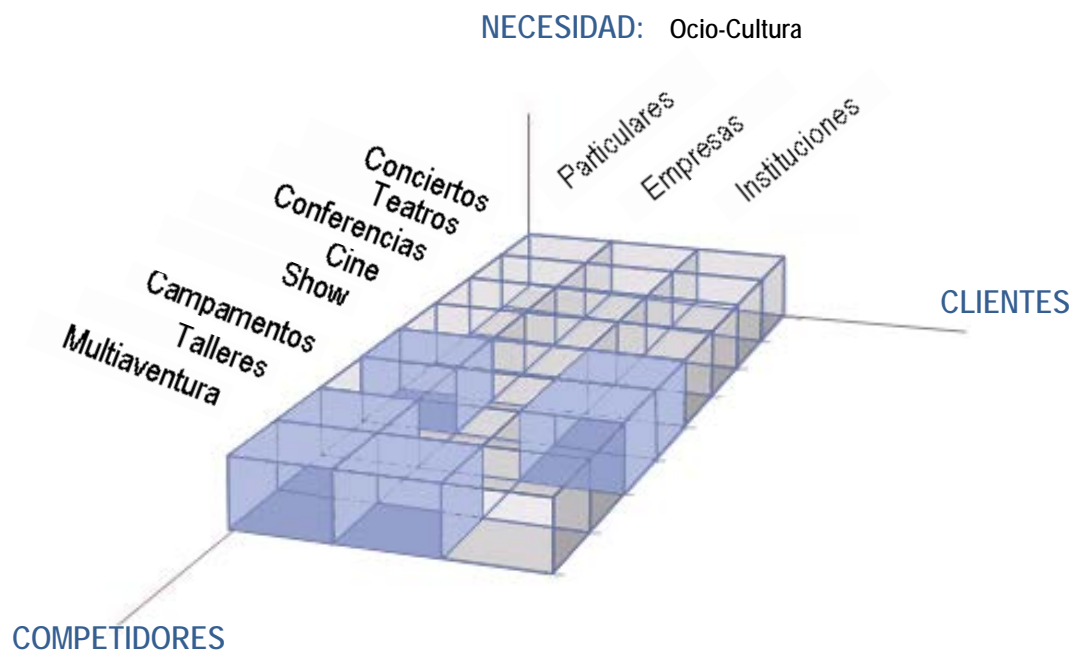 NECESIDAD: Ocio-Cultura
Particulares
Empresas
Instituciones
Conciertos
Teatros
Conferencias
Cine
Show
Campamentos
Talleres
Multiaventura
CLIENTES
COMPETIDORES